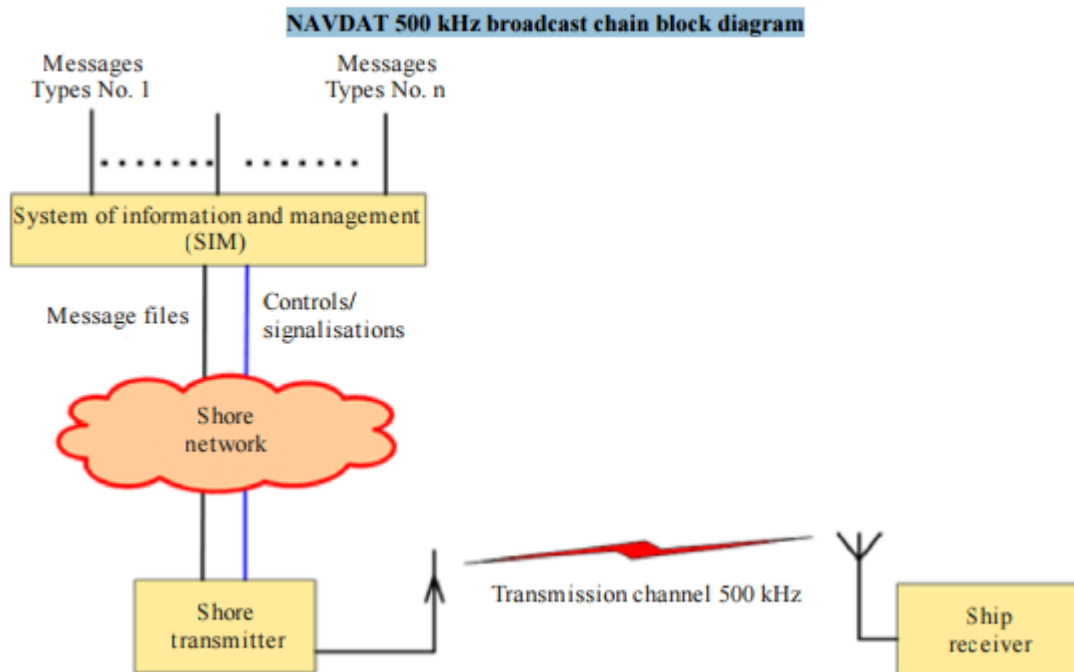 NAVDAT 500 kHz broadcast chain block diagram
Messages
Types No. 1
Messages
Types No. n
System of information and management
(SIM)
Message files
Controls/
signalisations
Shore
network
Shore
transmitter
Transmission channel 500 kHz
Ship
receiver